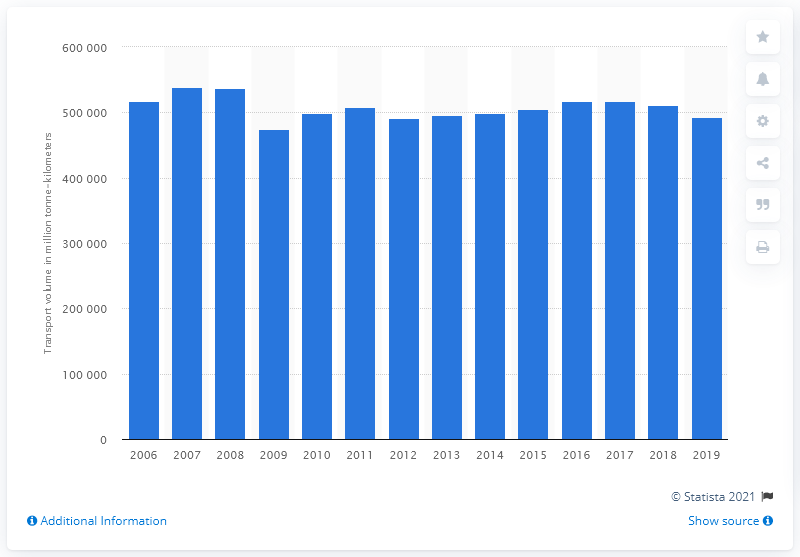 600 000
500 000
400 000
300 000
200 000
100 000
0
Transport volume in million tonne-kilometers
2006 2007 2008 2009 2010 2011 2012 2013 2014 2015 2016 2017 2018 2019
© Statista 2021
Additional Information
Show source